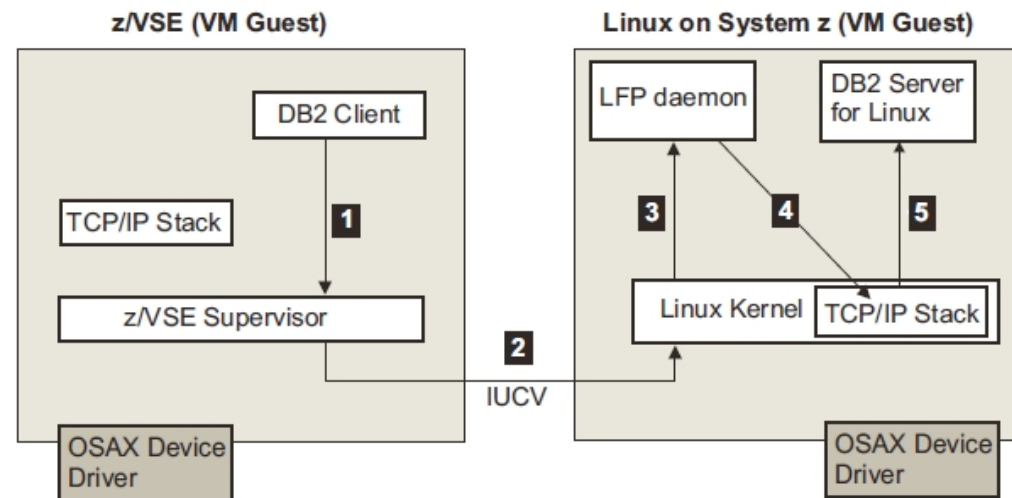 z/VSE (VM Guest)
Linux on System z (VM Guest)
DB2 Client
LFP daemon
DB2 Server
for Linux
TCP/IP Stack
1
3
4
5
z/VSE Supervisor
Linux Kernel
TCP/IP Stack
2
IUCV
OSAX Device
Driver
OSAX Device
Driver